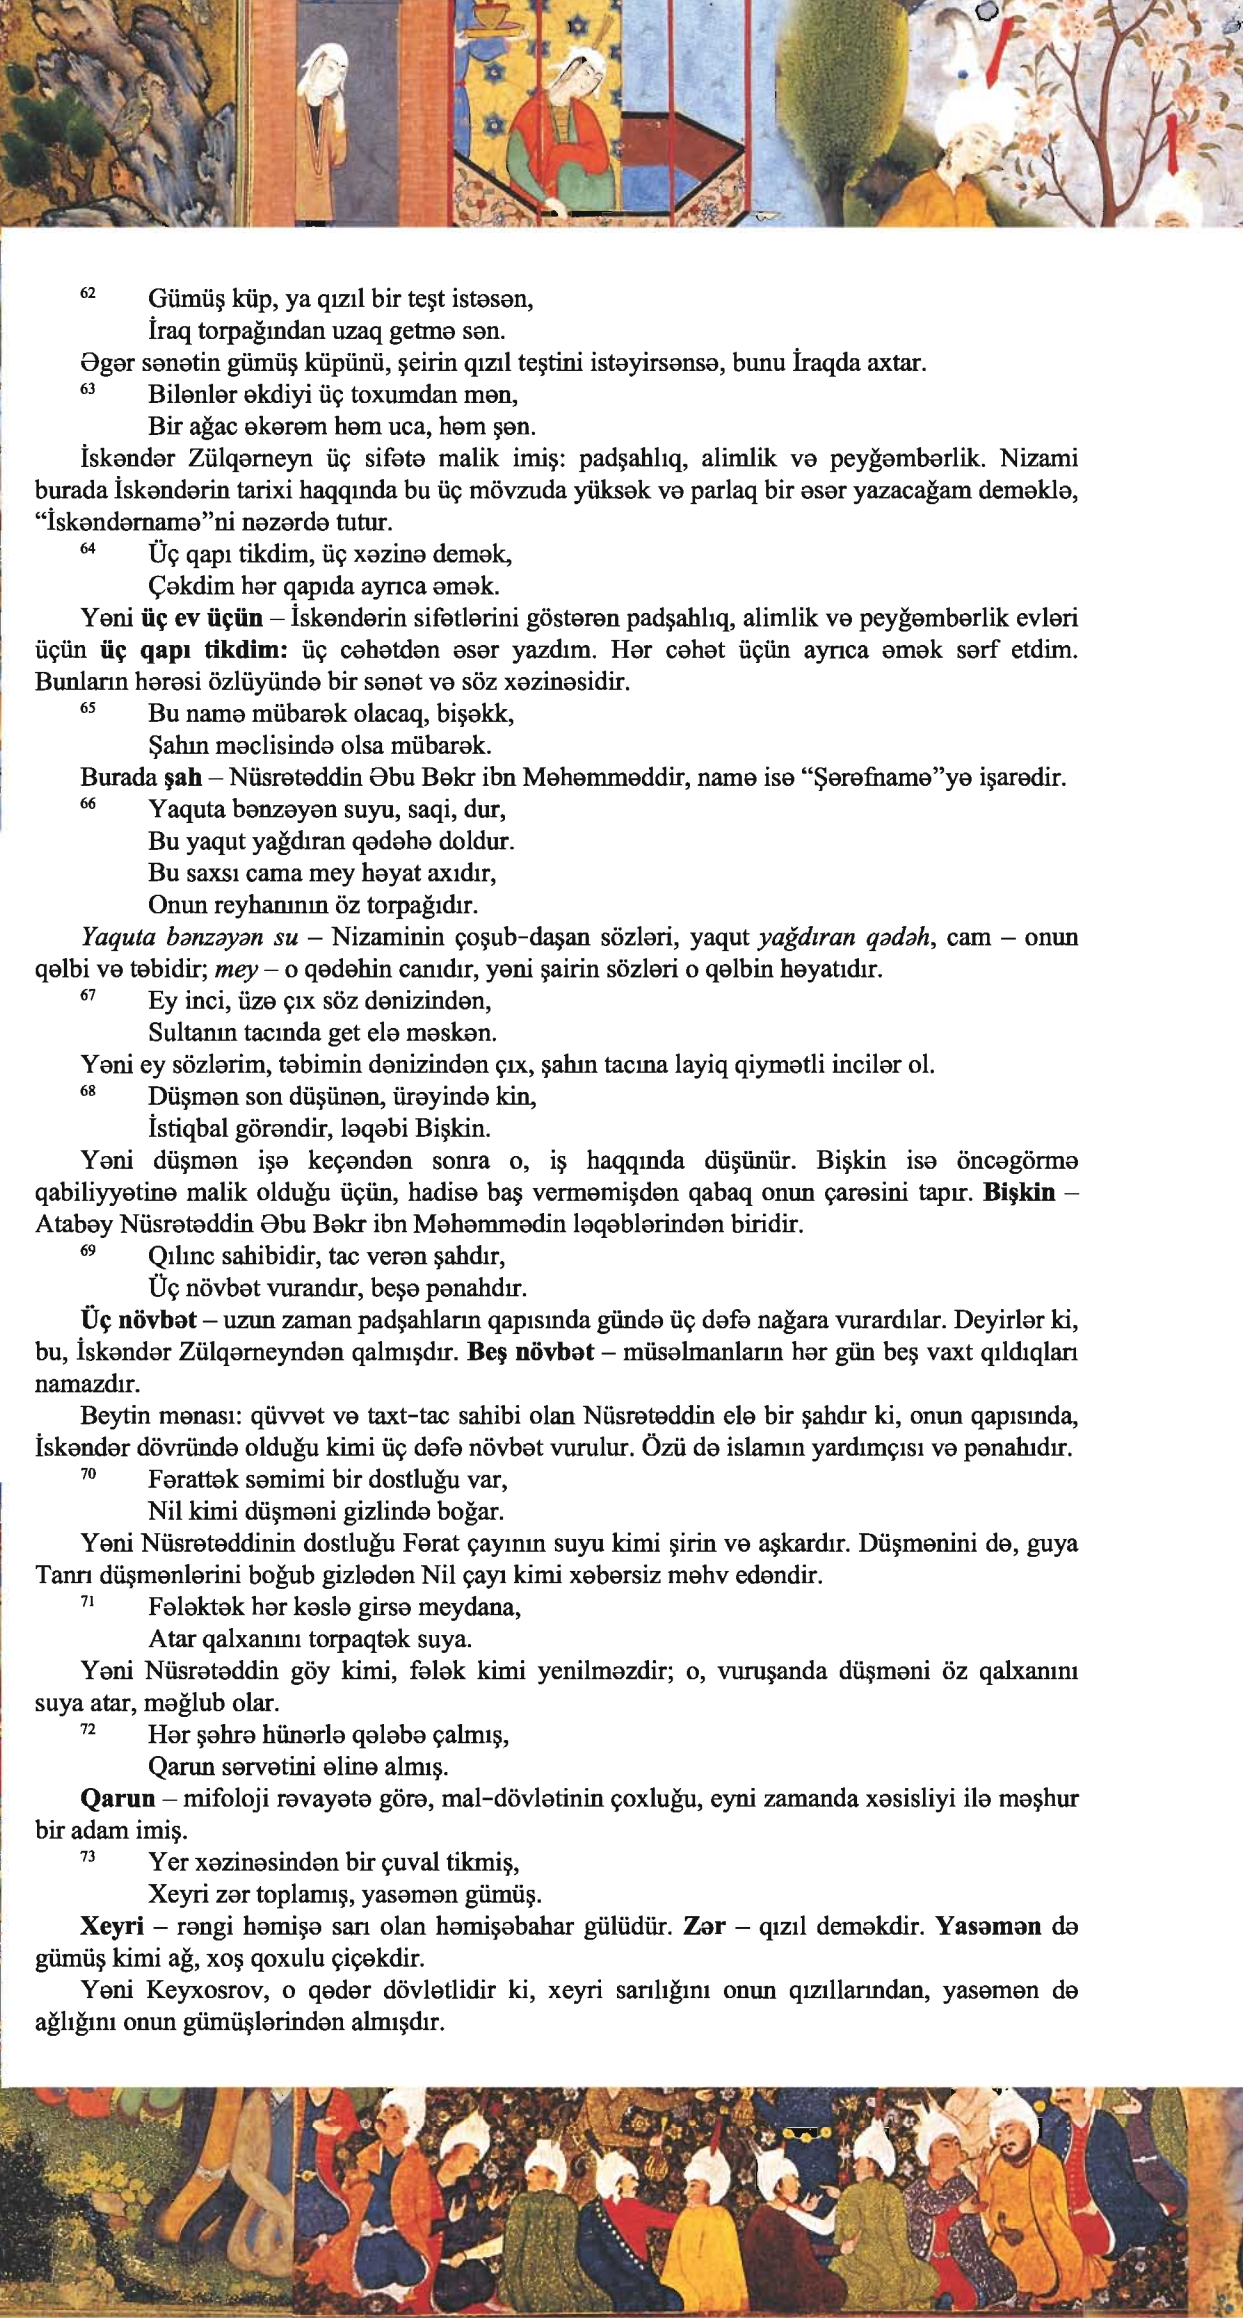 62 Gümüş küp, ya qızıl bir teşt istəsən,
İraq torpağından uzaq getmə sən.
Əgər sənətin gümüş küpünü, şeirin qızıl teştini istəyirsənsə, bunu İraqda axtar.
63 Bilənlər əkdiyi üç toxumdan mən,
Bir ağac əkərəm həm uca, həm şən.
İskəndər Zülqərneyn üç sifətə malik imiş: padşahlıq, alimlik və peyğəmbərlik. Nizami
burada İskəndərin tarixi haqqında bu üç mövzuda yüksək və parlaq bir əsər yazacağam deməklə,
“İskəndərnamə”ni nəzərdə tutur.
64 Üç qapı tikdim, üç xəzinə demək,
Çəkdim hər qapıda ayrıca əmək.
Yəni üç ev üçün – İskəndərin sifətlərini göstərən padşahlıq, alimlik və peyğəmbərlik evləri
üçün üç qapı tikdim: üç cəhətdən əsər yazdım. Hər cəhət üçün ayrıca əmək sərf etdim.
Bunların hərəsi özlüyündə bir sənət və söz xəzinəsidir.
65 Bu namə mübarək olacaq, bişəkk,
Şahın məclisində olsa mübarək.
Burada şah – Nüsrətəddin Əbu Bəkr ibn Məhəmməddir, namə isə “Şərəfnamə”yə işarədir.
66 Yaquta bənzəyən suyu, saqi, dur,
Bu yaqut yağdıran qədəhə doldur.
Bu saxsı cama mey həyat axıdır,
Onun reyhanının öz torpağıdır.
Yaquta bənzəyən su – Nizaminin çoşub-daşan sözləri, yaqut yağdıran qədəh, cam – onun
qəlbi və təbidir; mey – o qədəhin canıdır, yəni şairin sözləri o qəlbin həyatıdır.
67 Ey inci, üzə çıx söz dənizindən,
Sultanın tacında get elə məskən.
Yəni ey sözlərim, təbimin dənizindən çıx, şahın tacına layiq qiymətli incilər ol.
68 Düşmən son düşünən, ürəyində kin,
İstiqbal görəndir, ləqəbi Bişkin.
Yəni düşmən işə keçəndən sonra o, iş haqqında düşünür. Bişkin isə öncəgörmə
qabiliyyətinə malik olduğu üçün, hadisə baş verməmişdən qabaq onun çarəsini tapır. Bişkin –
Atabəy Nüsrətəddin Əbu Bəkr ibn Məhəmmədin ləqəblərindən biridir.
69 Qılınc sahibidir, tac verən şahdır,
Üç növbət vurandır, beşə pənahdır.
Üç növbət – uzun zaman padşahların qapısında gündə üç dəfə nağara vurardılar. Deyirlər ki,
bu, İskəndər Zülqərneyndən qalmışdır. Beş növbət – müsəlmanların hər gün beş vaxt qıldıqları
namazdır.
Beytin mənası: qüvvət və taxt-tac sahibi olan Nüsrətəddin elə bir şahdır ki, onun qapısında,
İskəndər dövründə olduğu kimi üç dəfə növbət vurulur. Özü də islamın yardımçısı və pənahıdır.
70 Fərattək səmimi bir dostluğu var,
Nil kimi düşməni gizlində boğar.
Yəni Nüsrətəddinin dostluğu Fərat çayının suyu kimi şirin və aşkardır. Düşmənini də, guya
Tanrı düşmənlərini boğub gizlədən Nil çayı kimi xəbərsiz məhv edəndir.
71 Fələktək hər kəslə girsə meydana,
Atar qalxanını torpaqtək suya.
Yəni Nüsrətəddin göy kimi, fələk kimi yenilməzdir; o, vuruşanda düşməni öz qalxanını
suya atar, məğlub olar.
72 Hər şəhrə hünərlə qələbə çalmış,
Qarun sərvətini əlinə almış.
Qarun – mifoloji rəvayətə görə, mal-dövlətinin çoxluğu, eyni zamanda xəsisliyi ilə məşhur
bir adam imiş.
73 Yer xəzinəsindən bir çuval tikmiş,
Xeyri zər toplamış, yasəmən gümüş.
Xeyri – rəngi həmişə sarı olan həmişəbahar gülüdür. Zər – qızıl deməkdir. Yasəmən də
gümüş kimi ağ, xoş qoxulu çiçəkdir.
Yəni Keyxosrov, o qədər dövlətlidir ki, xeyri sarılığını onun qızıllarından, yasəmən də
ağlığını onun gümüşlərindən almışdır.